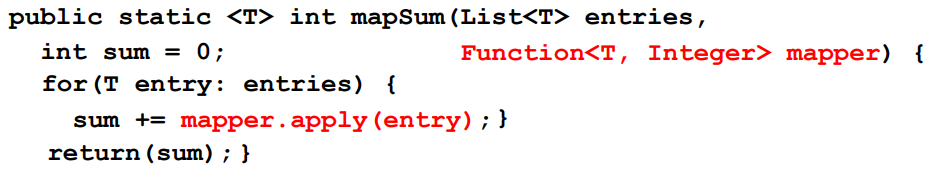 public static <T> int mapSum(List<T> entries,
int sum = 0; Function<T, Integer> mapper) {
for(T entry: entries) {
sum += mapper.apply(entry);}
return(sum);}